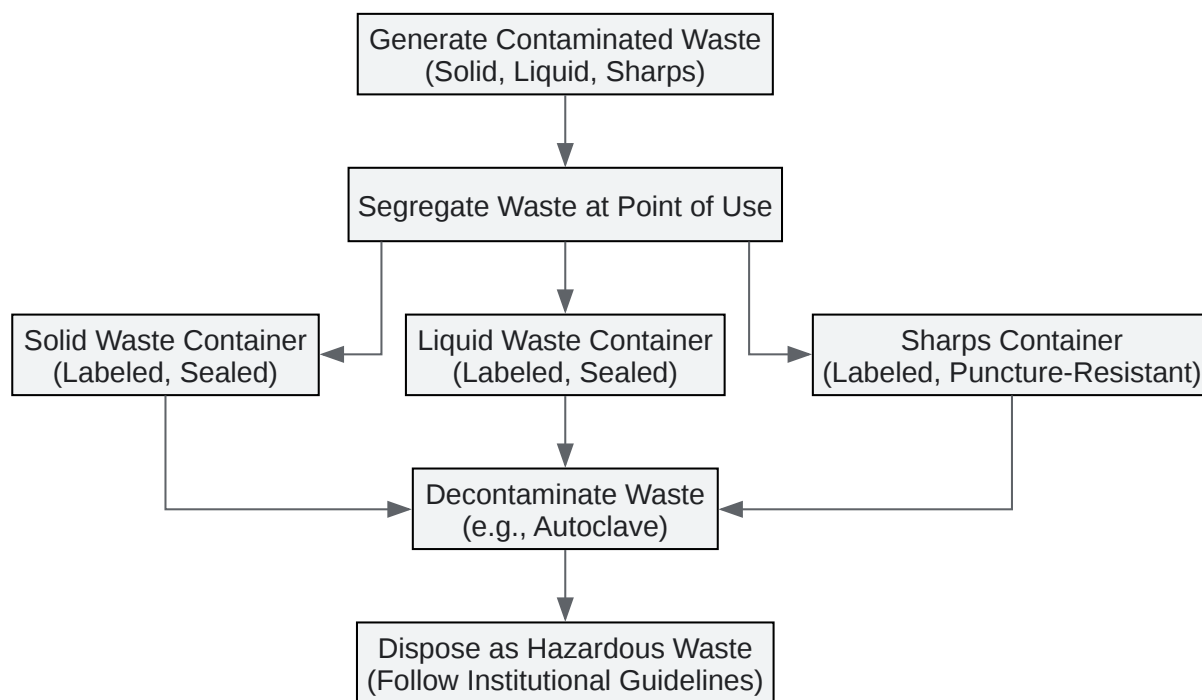 Generate Contaminated Waste
(Solid, Liquid, Sharps)
Segregate Waste at Point of Use
Solid Waste Container
(Labeled, Sealed)
Liquid Waste Container
(Labeled, Sealed)
Sharps Container
(Labeled, Puncture-Resistant)
Decontaminate Waste
(e.g., Autoclave)
Dispose as Hazardous Waste
(Follow Institutional Guidelines)